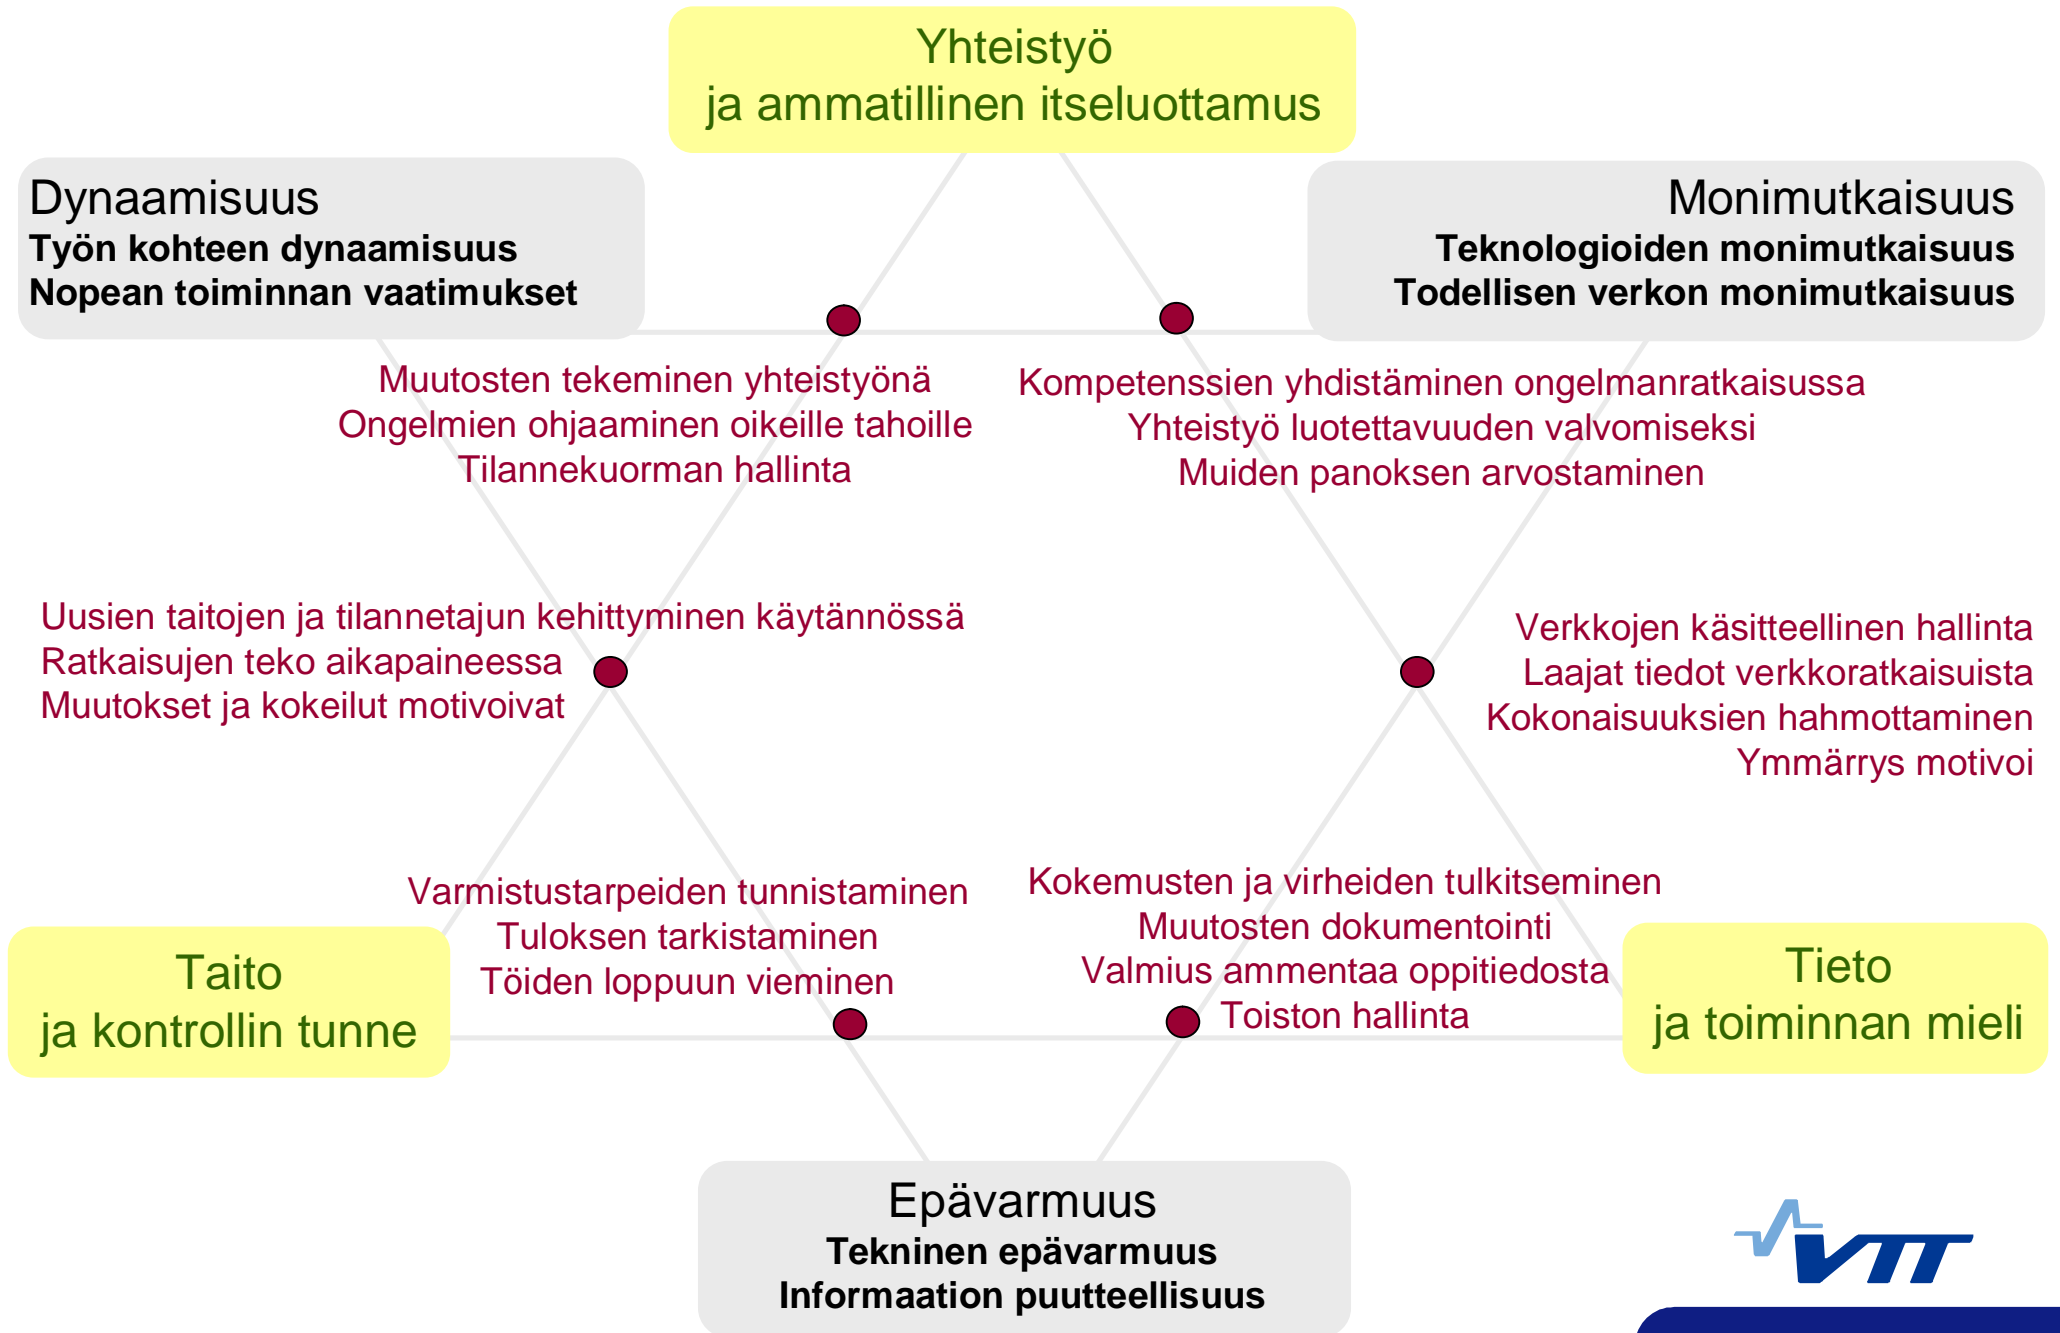 Yhteistyö
ja ammatillinen itseluottamus
Dynaamisuus
Työn kohteen dynaamisuus
Nopean toiminnan vaatimukset
Monimutkaisuus
Teknologioiden monimutkaisuus
Todellisen verkon monimutkaisuus
Muutosten tekeminen yhteistyönä
Ongelmien ohjaaminen oikeille tahoille
Tilannekuorman hallinta
Kompetenssien yhdistäminen ongelmanratkaisussa
Yhteistyö luotettavuuden valvomiseksi
Muiden panoksen arvostaminen
Uusien taitojen ja tilannetajun kehittyminen käytännössä
Ratkaisujen teko aikapaineessa
Muutokset ja kokeilut motivoivat
Verkkojen käsitteellinen hallinta
Laajat tiedot verkkoratkaisuista
Kokonaisuuksien hahmottaminen
Ymmärrys motivoi
Varmistustarpeiden tunnistaminen
Tuloksen tarkistaminen
Töiden loppuun vieminen
Kokemusten ja virheiden tulkitseminen
Muutosten dokumentointi
Valmius ammentaa oppitiedosta
Toiston hallinta
Taito
ja kontrollin tunne
Tieto
ja toiminnan mieli
Epävarmuus
Tekninen epävarmuus
Informaation puutteellisuus
VTT